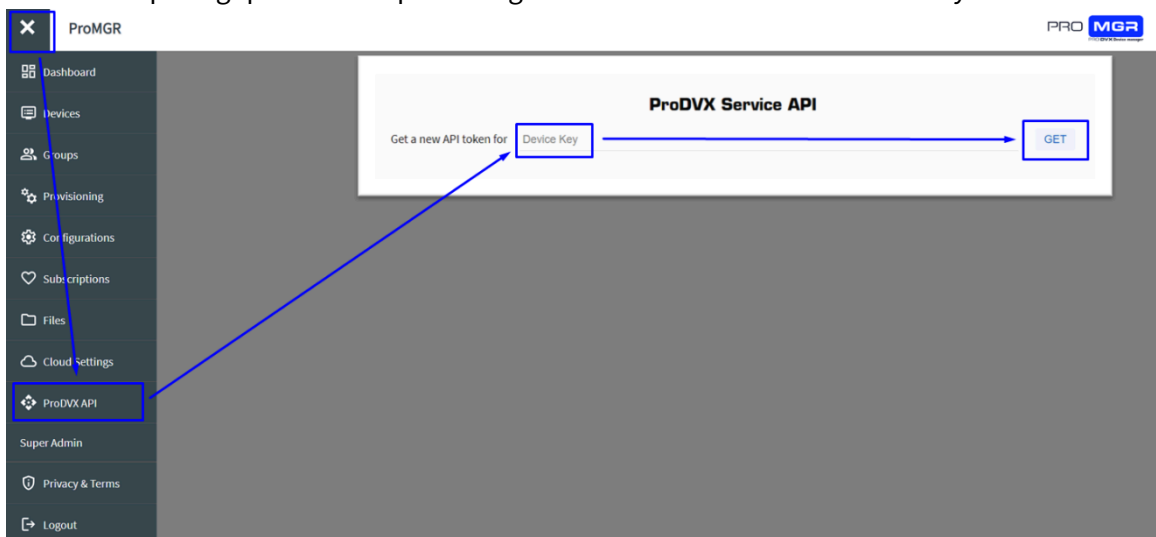 ProMGR
PRO MGR
Dashboard
Devices
Groups
Provisioning
Configurations
Subscriptions
Files
Cloud Settings
ProDVX API
Super Admin
Privacy & Terms
Logout
ProDVX Service API
Get a new API token for Device Key GET